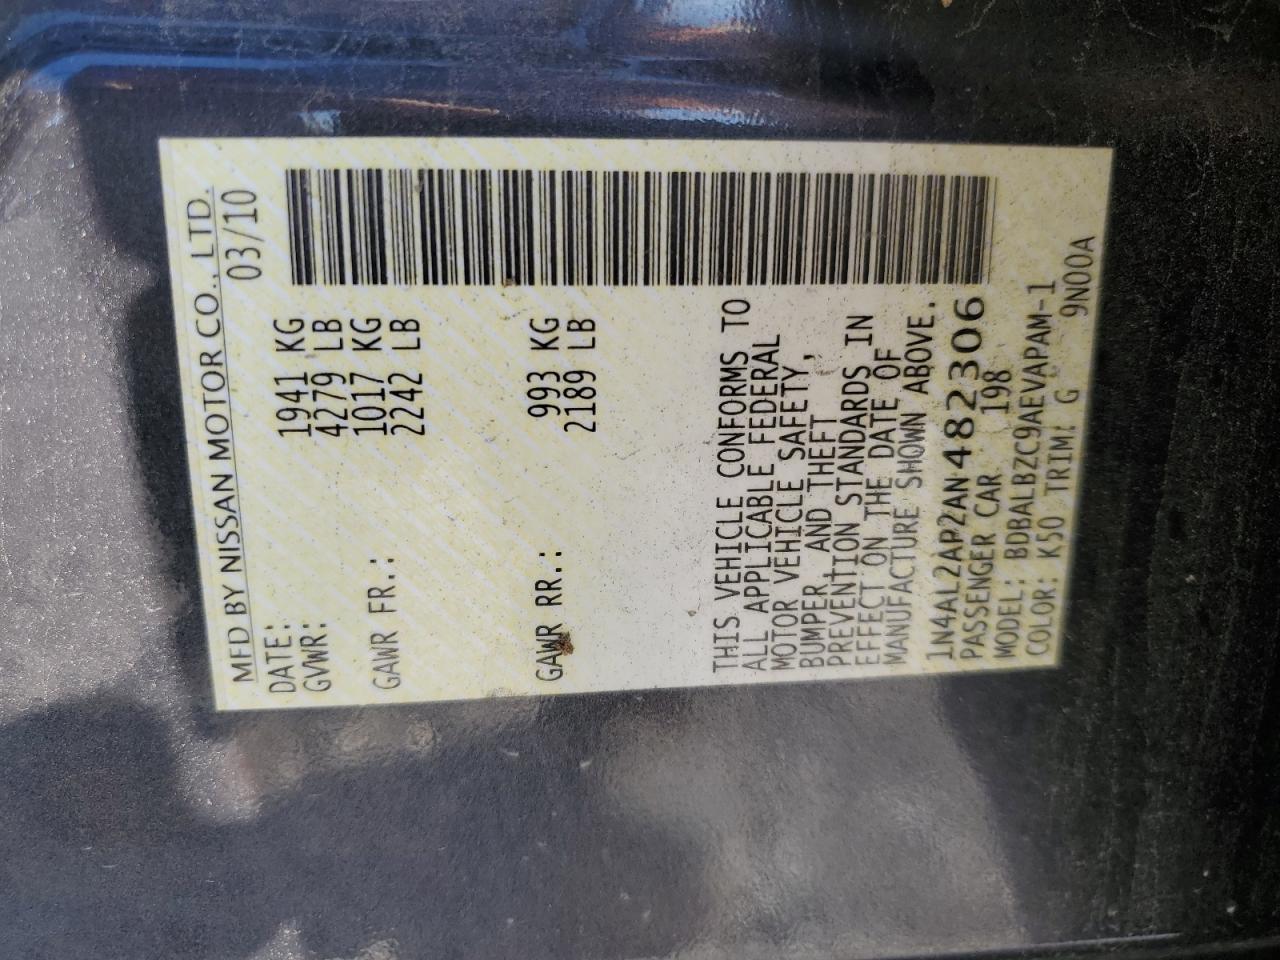 MFD BY NISSAN MOTOR CO., LTD.
DATE: 03/10
GVWR: 1941 KG
4279 LB
GAWR FR.: 1017 KG
2242 LB
GAWR RR.: 993 KG
2189 LB
THIS VEHICLE CONFORMS TO
ALL APPLICABLE FEDERAL
MOTOR VEHICLE SAFETY,
BUMPER, AND THEFT
PREVENTION STANDARDS IN
EFFECT ON THE DATE OF
MANUFACTURE SHOWN ABOVE.
1N4AL2AP2AN482306
PASSENGER CAR 198
MODEL: BDBALBZC9AEVAPAM-1
COLOR: K50 TRIM: G 9N00A